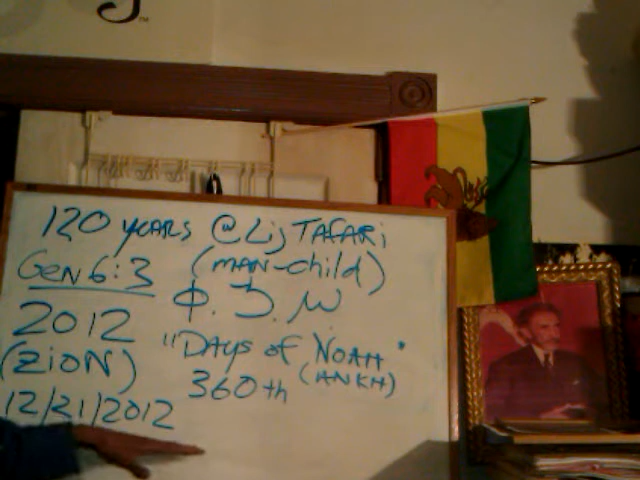 120 YEARS @ LIJ TAFARI
Gen 6:3 (MAN-child)
ቀ.ኃ.ሥ
2012
"DAYS of NOAH"
(ZION)
360th (ANKH)
12/21/2012